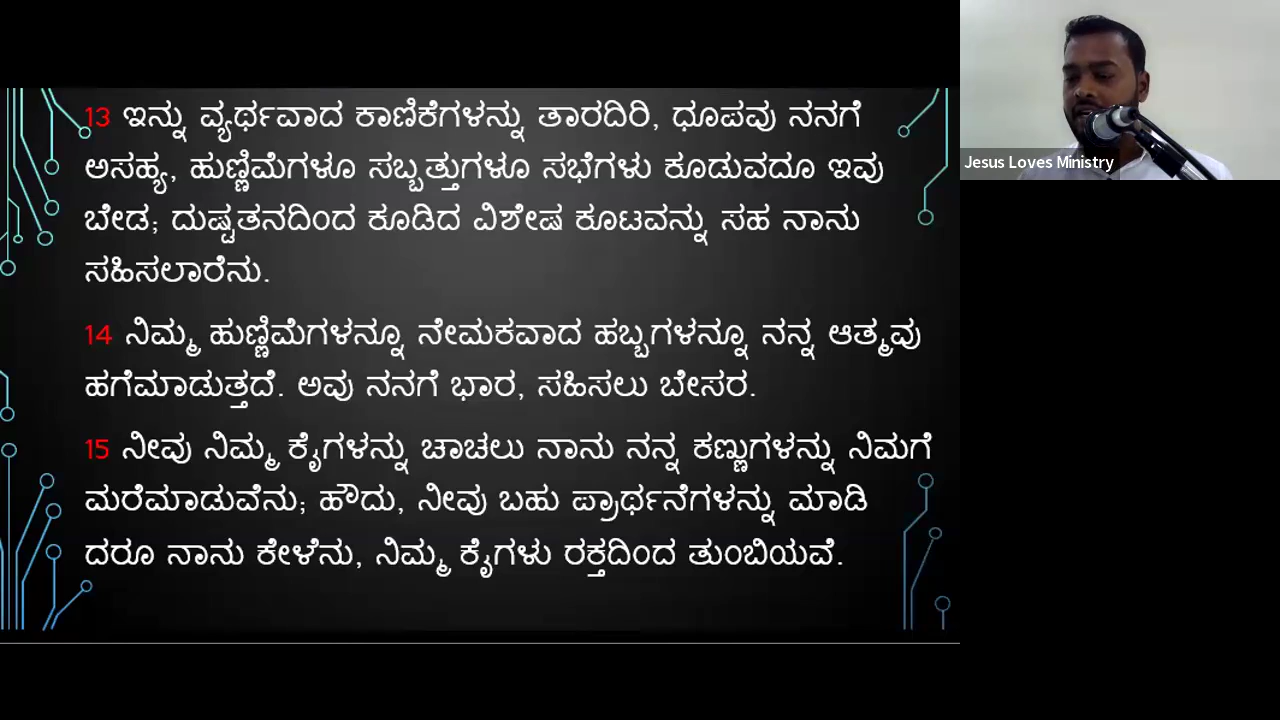 13 ಇನ್ನು ವ್ಯರ್ಥವಾದ ಕಾಣಿಕೆಗಳನ್ನು ತಾರದಿರಿ, ಧೂಪವು ನನಗೆ
ಅಸಹ್ಯ, ಹುಣ್ಣಿಮೆಗಳೂ ಸಬ್ಬತ್ತುಗಳೂ ಸಭೆಗಳು ಕೂಡುವದೂ ಇವು
ಬೇಡ; ದುಷ್ಟತನದಿಂದ ಕೂಡಿದ ವಿಶೇಷ ಕೂಟವನ್ನು ಸಹ ನಾನು
ಸಹಿಸಲಾರೆನು.
14 ನಿಮ್ಮ ಹುಣ್ಣಿಮೆಗಳನ್ನೂ ನೇಮಕವಾದ ಹಬ್ಬಗಳನ್ನೂ ನನ್ನ ಆತ್ಮವು
ಹಗೆಮಾಡುತ್ತದೆ. ಅವು ನನಗೆ ಭಾರ, ಸಹಿಸಲು ಬೇಸರ.
15 ನೀವು ನಿಮ್ಮ ಕೈಗಳನ್ನು ಚಾಚಲು ನಾನು ನನ್ನ ಕಣ್ಣುಗಳನ್ನು ನಿಮಗೆ
ಮರೆಮಾಡುವೆನು; ಹೌದು, ನೀವು ಬಹು ಪ್ರಾರ್ಥನೆಗಳನ್ನು ಮಾಡಿ
ದರೂ ನಾನು ಕೇಳೆನು, ನಿಮ್ಮ ಕೈಗಳು ರಕ್ತದಿಂದ ತುಂಬಿಯವೆ.
Jesus Loves Ministry